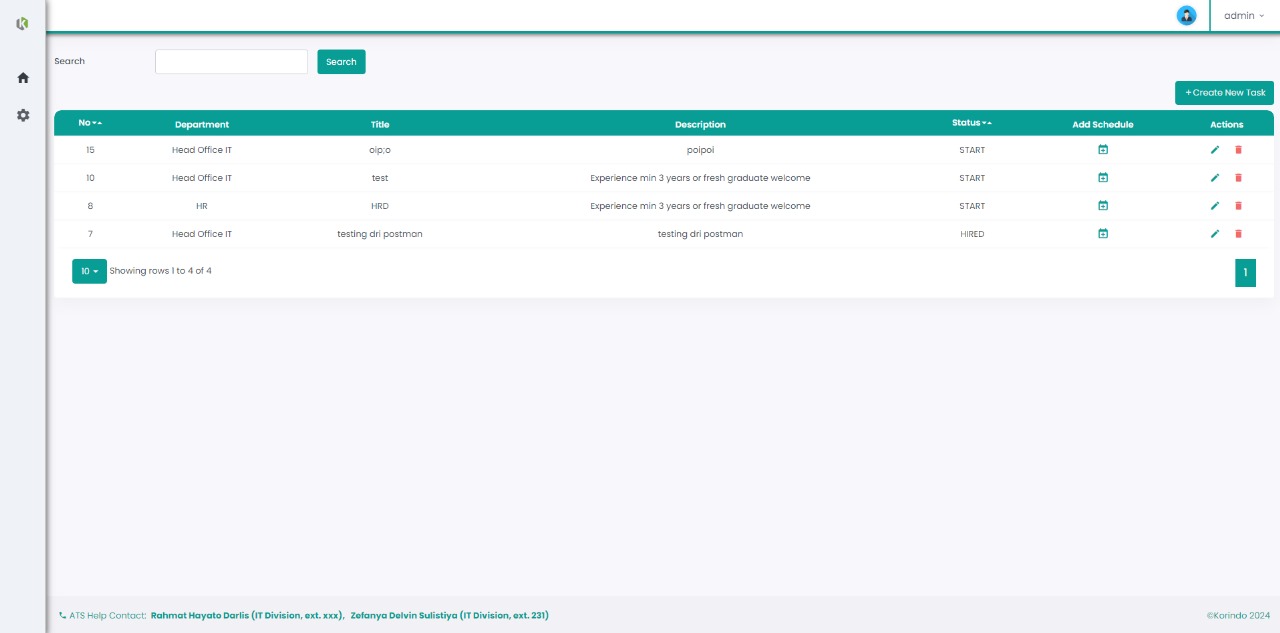 admin
Search Search
+ Create New Task
No Department Title Description Status Add Schedule Actions
15 Head Office IT oip;o poipoi START
10 Head Office IT test Experience min 3 years or fresh graduate welcome START
8 HR HRD Experience min 3 years or fresh graduate welcome START
7 Head Office IT testing dri postman testing dri postman HIRED
10 Showing rows 1 to 4 of 4 1
ATS Help Contact: Rahmat Hayato Darlis (IT Division, ext. xxx), Zefanya Delvin Sulistiya (IT Division, ext. 231) ©Korindo 2024